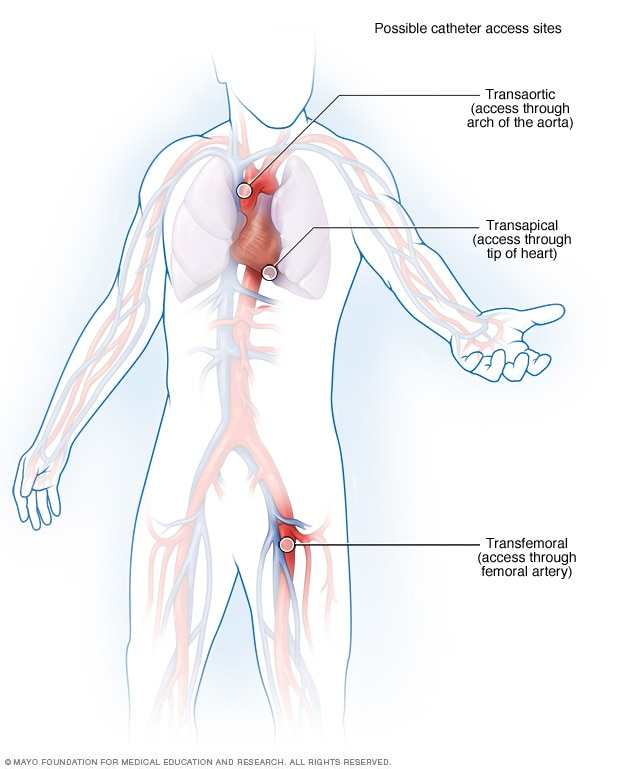 Possible catheter access sites
Transaortic
(access through
arch of the aorta)
Transapical
(access through
tip of heart)
Transfemoral
(access through
femoral artery)
© MAYO FOUNDATION FOR MEDICAL EDUCATION AND RESEARCH. ALL RIGHTS RESERVED.